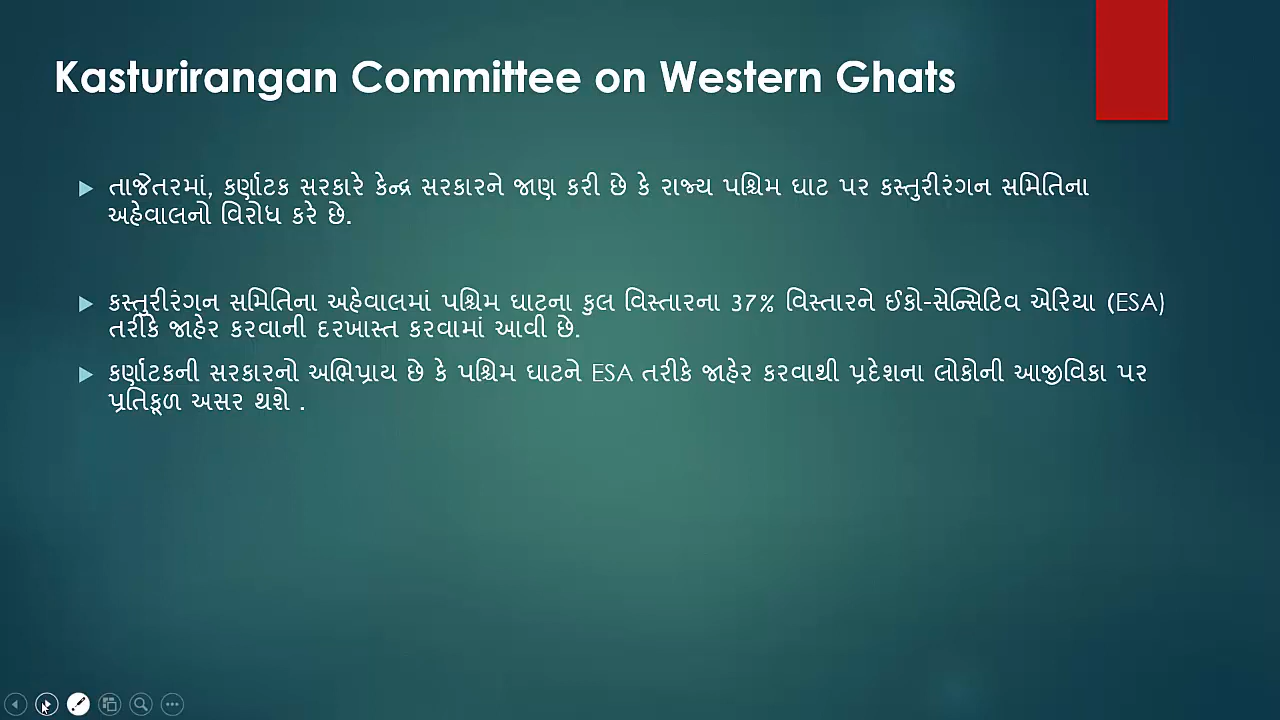 Kasturirangan Committee on Western Ghats
તાજેતરમાં, કર્ણાટક સરકારે કેન્દ્ર સરકારને જાણ કરી છે કે રાજ્ય પશ્ચિમ ઘાટ પર કસ્તુરીરંગન સમિતિના
અહેવાલનો વિરોધ કરે છે.
કસ્તુરીરંગન સમિતિના અહેવાલમાં પશ્ચિમ ઘાટના કુલ વિસ્તારના 37% વિસ્તારને ઈકો-સેન્સિટિવ એરિયા (ESA)
તરીકે જાહેર કરવાની દરખાસ્ત કરવામાં આવી છે.
કર્ણાટકની સરકારનો અભિપ્રાય છે કે પશ્ચિમ ઘાટને ESA તરીકે જાહેર કરવાથી પ્રદેશના લોકોની આજીવિકા પર
પ્રતિકૂળ અસર થશે .